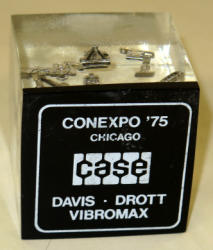 CONEXPO '75
CHICAGO
CASE
DAVIS · DROTT
VIBROMAX